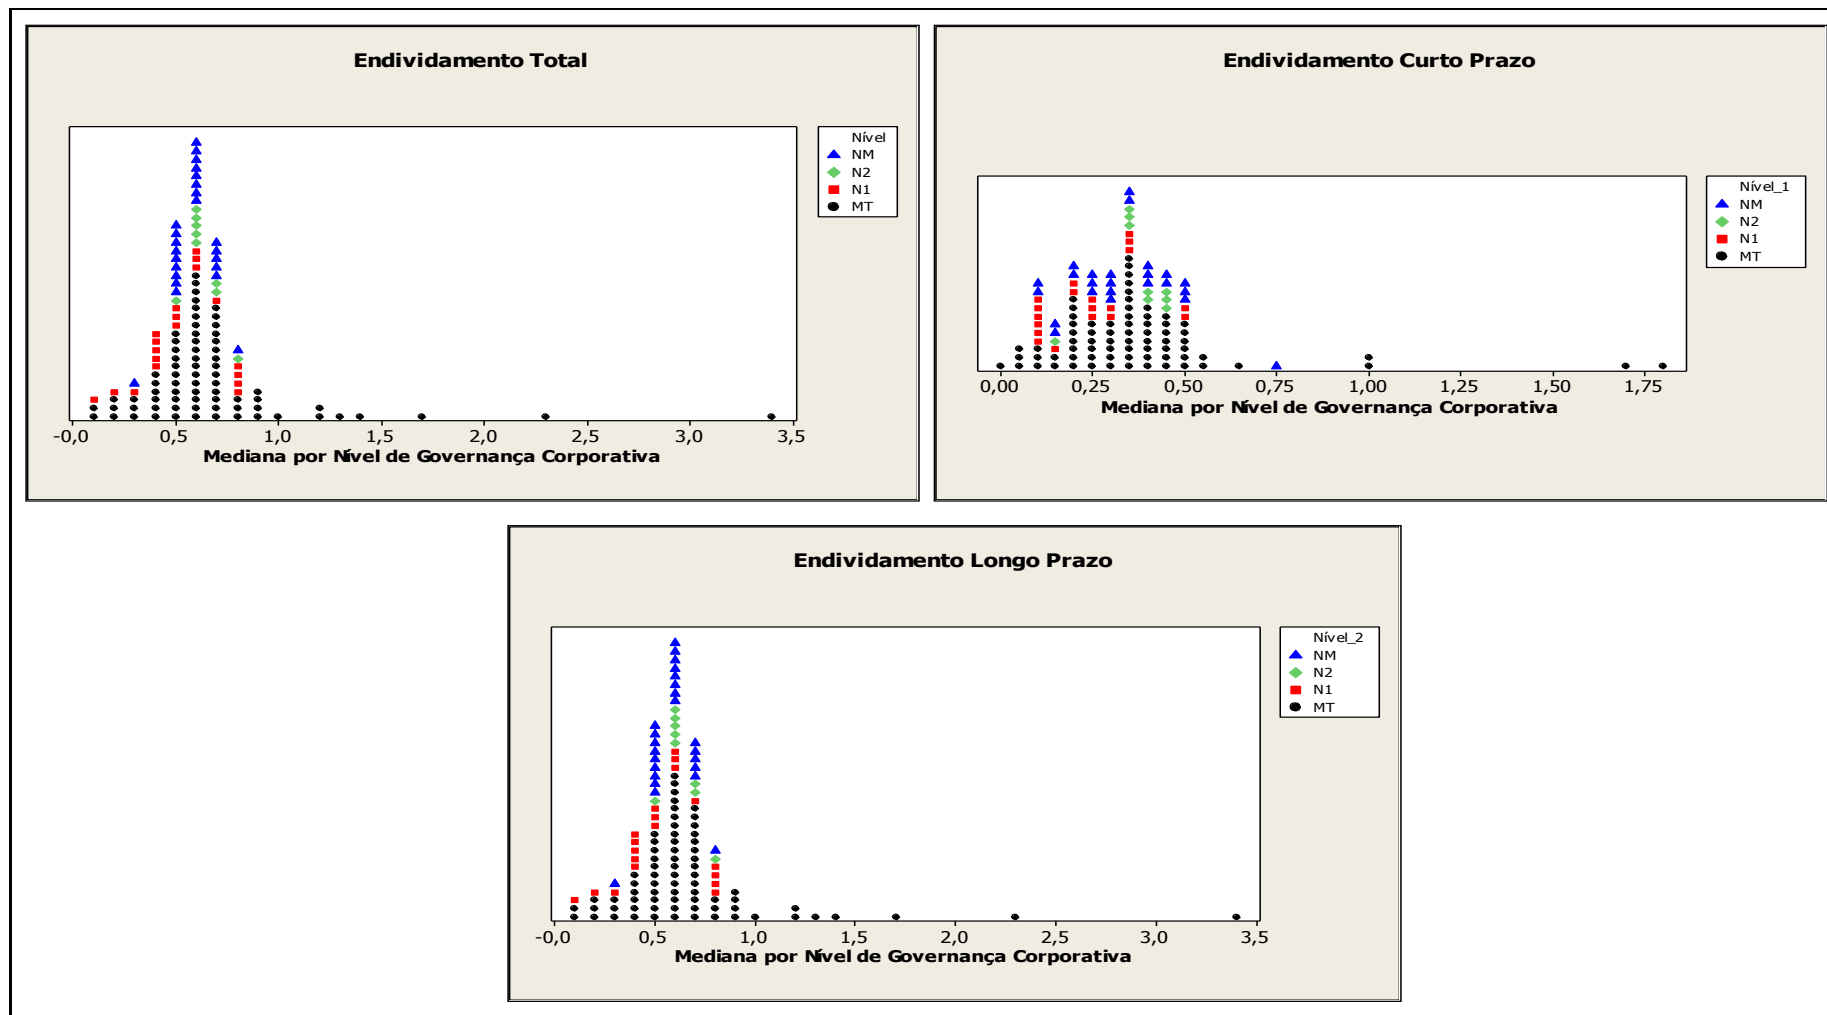 Endividamento Total
Nível
NM
N2
N1
MT
-0,0 0,5 1,0 1,5 2,0 2,5 3,0 3,5
Mediana por Nível de Governança Corporativa
Endividamento Curto Prazo
Nível_1
NM
N2
N1
MT
0,00 0,25 0,50 0,75 1,00 1,25 1,50 1,75
Mediana por Nível de Governança Corporativa
Endividamento Longo Prazo
Nível_2
NM
N2
N1
MT
-0,0 0,5 1,0 1,5 2,0 2,5 3,0 3,5
Mediana por Nível de Governança Corporativa